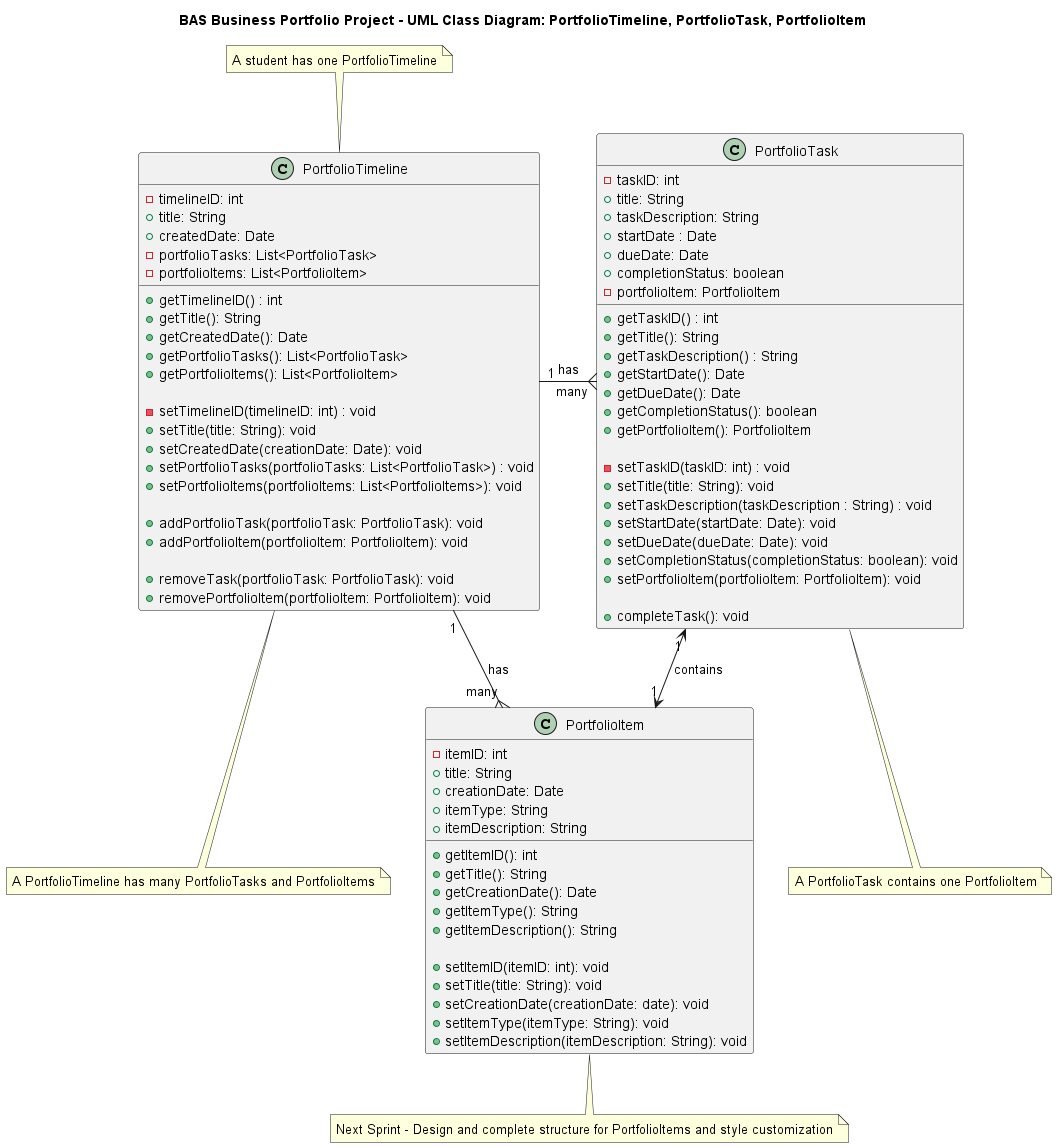 BAS Business Portfolio Project - UML Class Diagram: PortfolioTimeline, PortfolioTask, PortfolioItem
A student has one PortfolioTimeline
C PortfolioTimeline
timelineID: int
title: String
createdDate: Date
portfolioTasks: List<PortfolioTask>
portfolioItems: List<PortfolioItem>
getTimelineID() : int
getTitle(): String
getCreatedDate(): Date
getPortfolioTasks(): List<PortfolioTask>
getPortfolioItems(): List<PortfolioItem>
setTimelineID(timelineID: int) : void
setTitle(title: String): void
setCreatedDate(creationDate: Date): void
setPortfolioTasks(portfolioTasks: List<PortfolioTask>) : void
setPortfolioItems(portfolioItems: List<PortfolioItems>): void
addPortfolioTask(portfolioTask: PortfolioTask): void
addPortfolioItem(portfolioItem: PortfolioItem): void
removeTask(portfolioTask: PortfolioTask): void
removePortfolioItem(portfolioItem: PortfolioItem): void
1 has
many
C PortfolioTask
taskID: int
title: String
taskDescription: String
startDate : Date
dueDate: Date
completionStatus: boolean
portfolioItem: PortfolioItem
getTaskID() : int
getTitle(): String
getTaskDescription() : String
getStartDate(): Date
getDueDate(): Date
getCompletionStatus(): boolean
getPortfolioItem(): PortfolioItem
setTaskID(taskID: int) : void
setTitle(title: String): void
setTaskDescription(taskDescription : String) : void
setStartDate(startDate: Date): void
setDueDate(dueDate: Date): void
setCompletionStatus(completionStatus: boolean): void
setPortfolioItem(portfolioItem: PortfolioItem): void
completeTask(): void
1
has
many
1
contains
1
C PortfolioItem
itemID: int
title: String
creationDate: Date
itemType: String
itemDescription: String
getItemID(): int
getTitle(): String
getCreationDate(): Date
getItemType(): String
getItemDescription(): String
setItemID(itemID: int): void
setTitle(title: String): void
setCreationDate(creationDate: date): void
setItemType(itemType: String): void
setItemDescription(itemDescription: String): void
A PortfolioTimeline has many PortfolioTasks and PortfolioItems
A PortfolioTask contains one PortfolioItem
Next Sprint - Design and complete structure for PortfolioItems and style customization